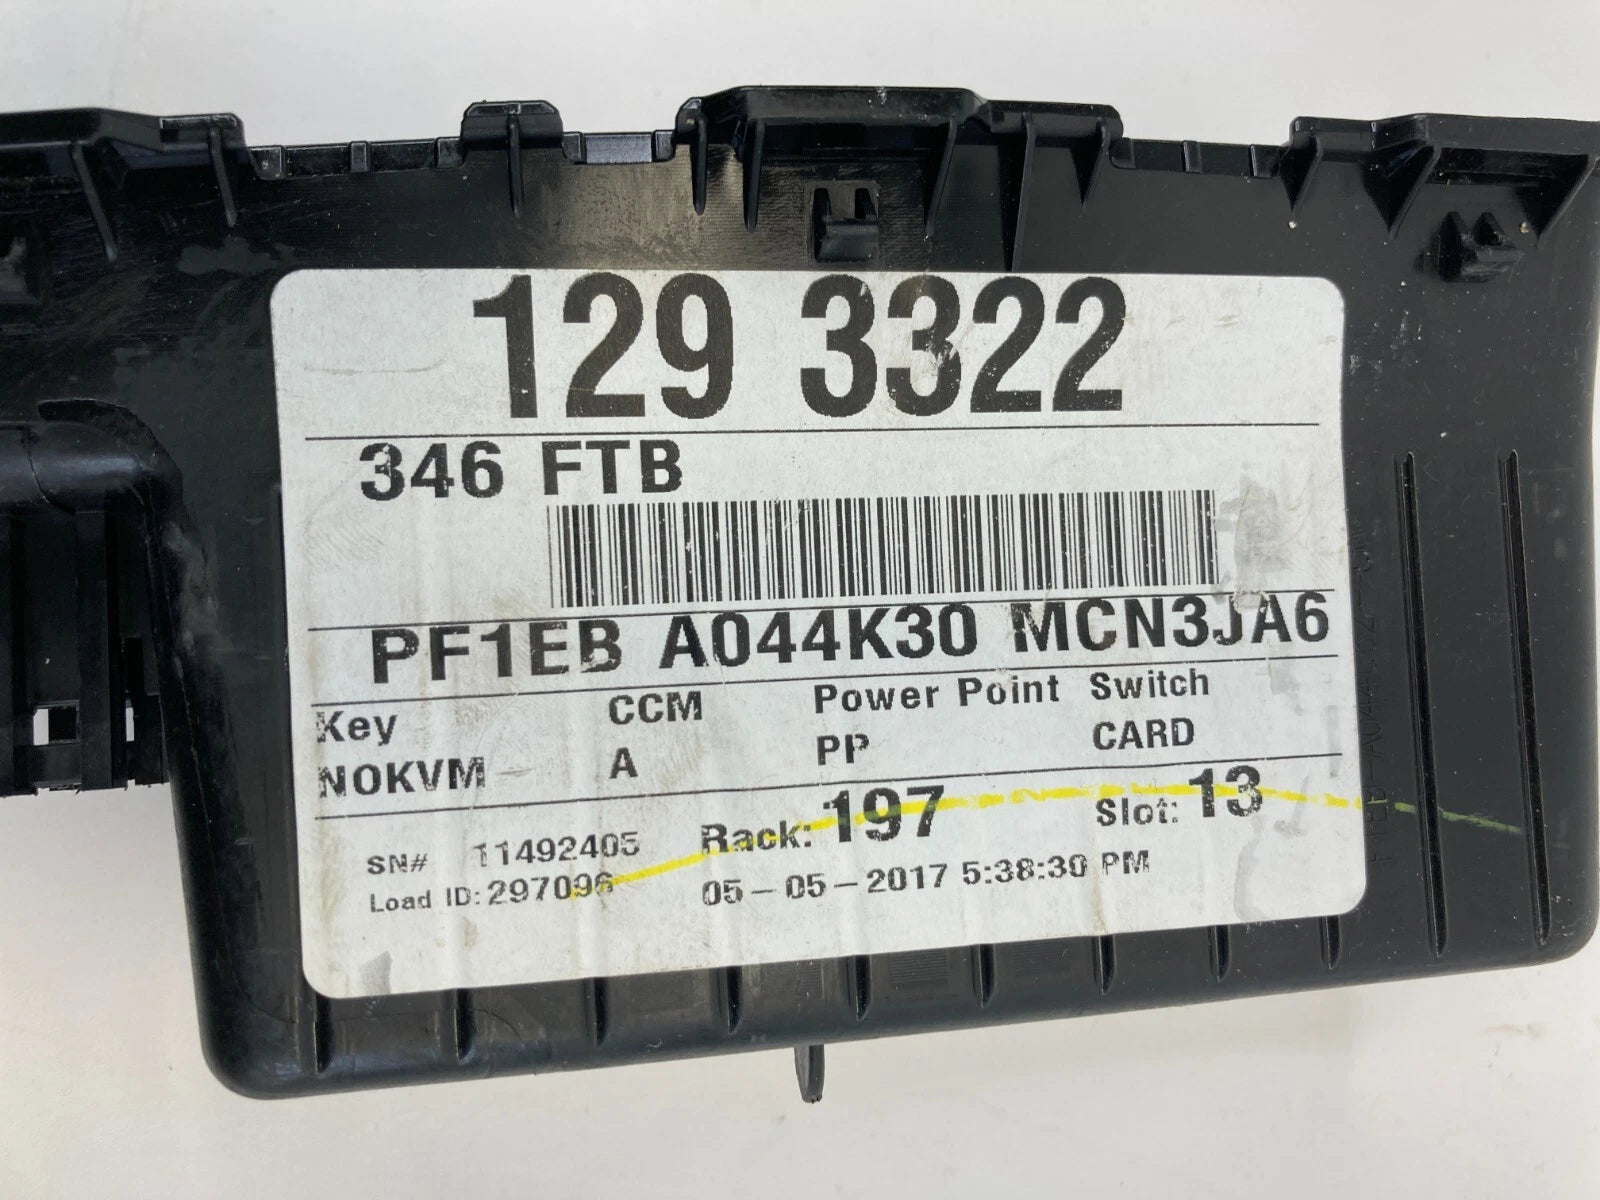 129 3322
346 FTB
PF1EB A044K30 MCN3JA6
Key CCM Power Point Switch
NOKVM A PP CARD
SN# 11492405 Rack: 197 Slot: 13
Load ID: 297096 05-05-2017 5:38:30 PM